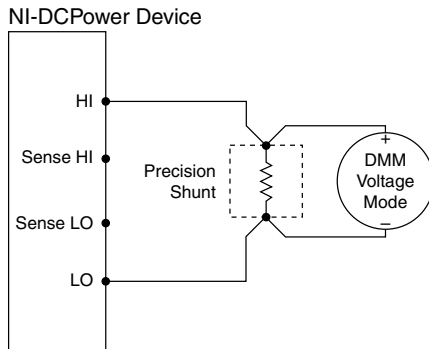 NI-DCPower Device
HI
Sense HI
Sense LO
LO
Precision
Shunt
+
DMM
Voltage
Mode
–